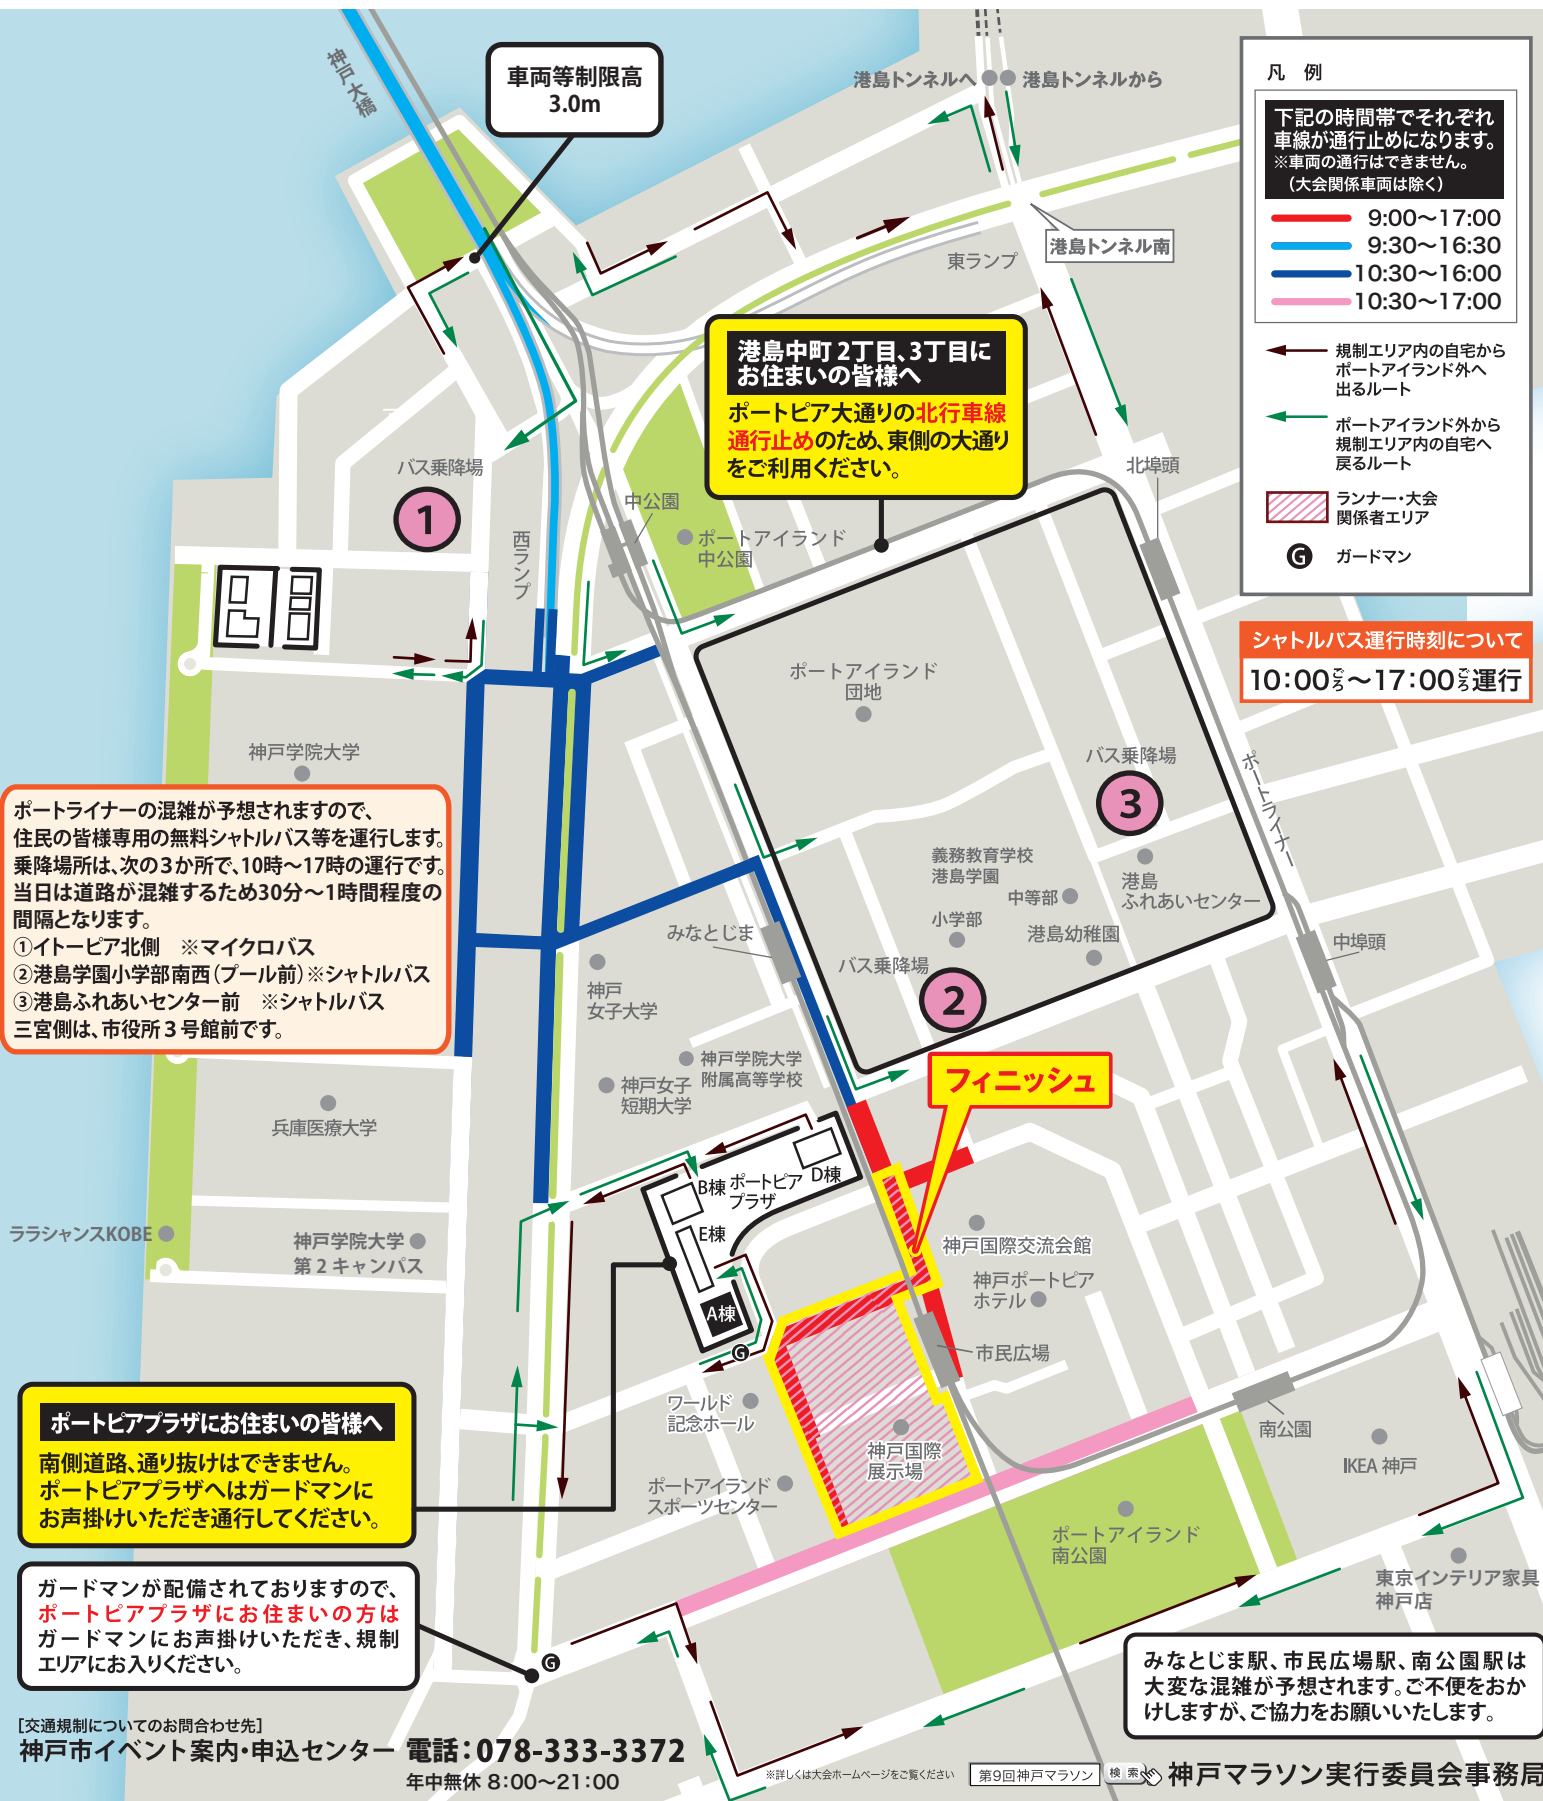 神戸大橋
車両等制限高
3.0m
港島トンネルへ
港島トンネルから
港島トンネル南
東ランプ
凡 例
下記の時間帯でそれぞれ
車線が通行止めになります。
※車両の通行はできません。
(大会関係車両は除く)
9:00〜17:00
9:30〜16:30
10:30〜16:00
10:30〜17:00
規制エリア内の自宅から
ポートアイランド外へ
出るルート
ポートアイランド外から
規制エリア内の自宅へ
戻るルート
ランナー・大会
関係者エリア
G ガードマン
シャトルバス運行時刻について
10:00ごろ〜17:00ごろ運行
港島中町 2丁目、3丁目に
お住まいの皆様へ
ポートピア大通りの北行車線
通行止めのため、東側の大通り
をご利用ください。
バス乗降場
1
西ランプ
中公園
ポートアイランド
中公園
北埠頭
ポートアイランド
団地
神戸学院大学
バス乗降場
3
ポートライナー
ポートライナーの混雑が予想されますので、
住民の皆様専用の無料シャトルバス等を運行します。
乗降場所は、次の3か所で、10時〜17時の運行です。
当日は道路が混雑するため30分〜1時間程度の
間隔となります。
①イトーピア北側 ※マイクロバス
②港島学園小学部南西(プール前)※シャトルバス
③港島ふれあいセンター前 ※シャトルバス
三宮側は、市役所3号館前です。
義務教育学校
港島学園
中等部
小学部
港島幼稚園
港島
ふれあいセンター
みなとじま
バス乗降場
2
中埠頭
神戸
女子大学
神戸学院大学
附属高等学校
神戸女子
短期大学
フィニッシュ
兵庫医療大学
B棟
ポートピア
プラザ
D棟
E棟
A棟
G
ララシャンスKOBE
神戸学院大学
第2キャンパス
神戸国際交流会館
神戸ポートピア
ホテル
市民広場
ワールド
記念ホール
神戸国際
展示場
南公園
IKEA 神戸
ポートピアプラザにお住まいの皆様へ
南側道路、通り抜けはできません。
ポートピアプラザへはガードマンに
お声掛けいただき通行してください。
ポートアイランド
スポーツセンター
ポートアイランド
南公園
東京インテリア家具
神戸店
ガードマンが配備されておりますので、
ポートピアプラザにお住まいの方は
ガードマンにお声掛けいただき、規制
エリアにお入りください。
G
みなとじま駅、市民広場駅、南公園駅は
大変な混雑が予想されます。ご不便をおか
けしますが、ご協力をお願いいたします。
[交通規制についてのお問合わせ先]
神戸市イベント案内・申込センター 電話:078-333-3372
年中無休 8:00〜21:00
※詳しくは大会ホームページをご覧ください
第9回神戸マラソン 検索
神戸マラソン実行委員会事務局